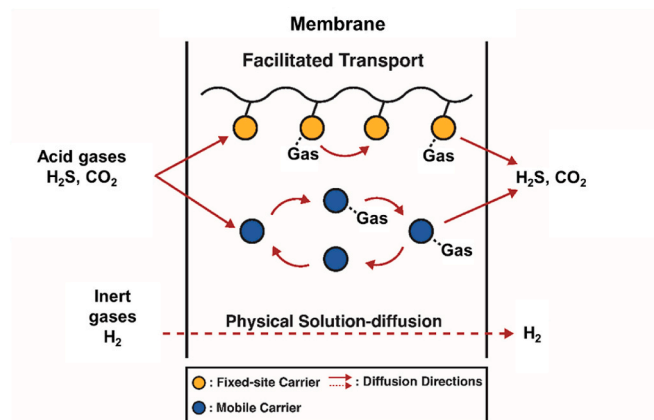 Membrane
Facilitated Transport
Gas
Gas
Acid gases
H₂S, CO₂
H₂S, CO₂
Gas
Gas
Inert
gases
H₂
Physical Solution-diffusion
H₂
: Fixed-site Carrier
: Diffusion Directions
: Mobile Carrier